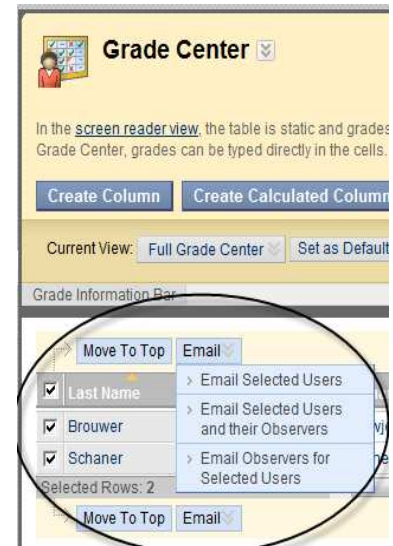 Grade Center
In the screen reader view, the table is static and grades
Grade Center, grades can be typed directly in the cells.
Create Column Create Calculated Column
Current View: Full Grade Center Set as Default
Grade Information Bar
Move To Top Email
Last Name
Email Selected Users
Email Selected Users
and their Observers
Brouwer
Schaner
Email Observers for
Selected Users
Selected Rows: 2
Move To Top Email